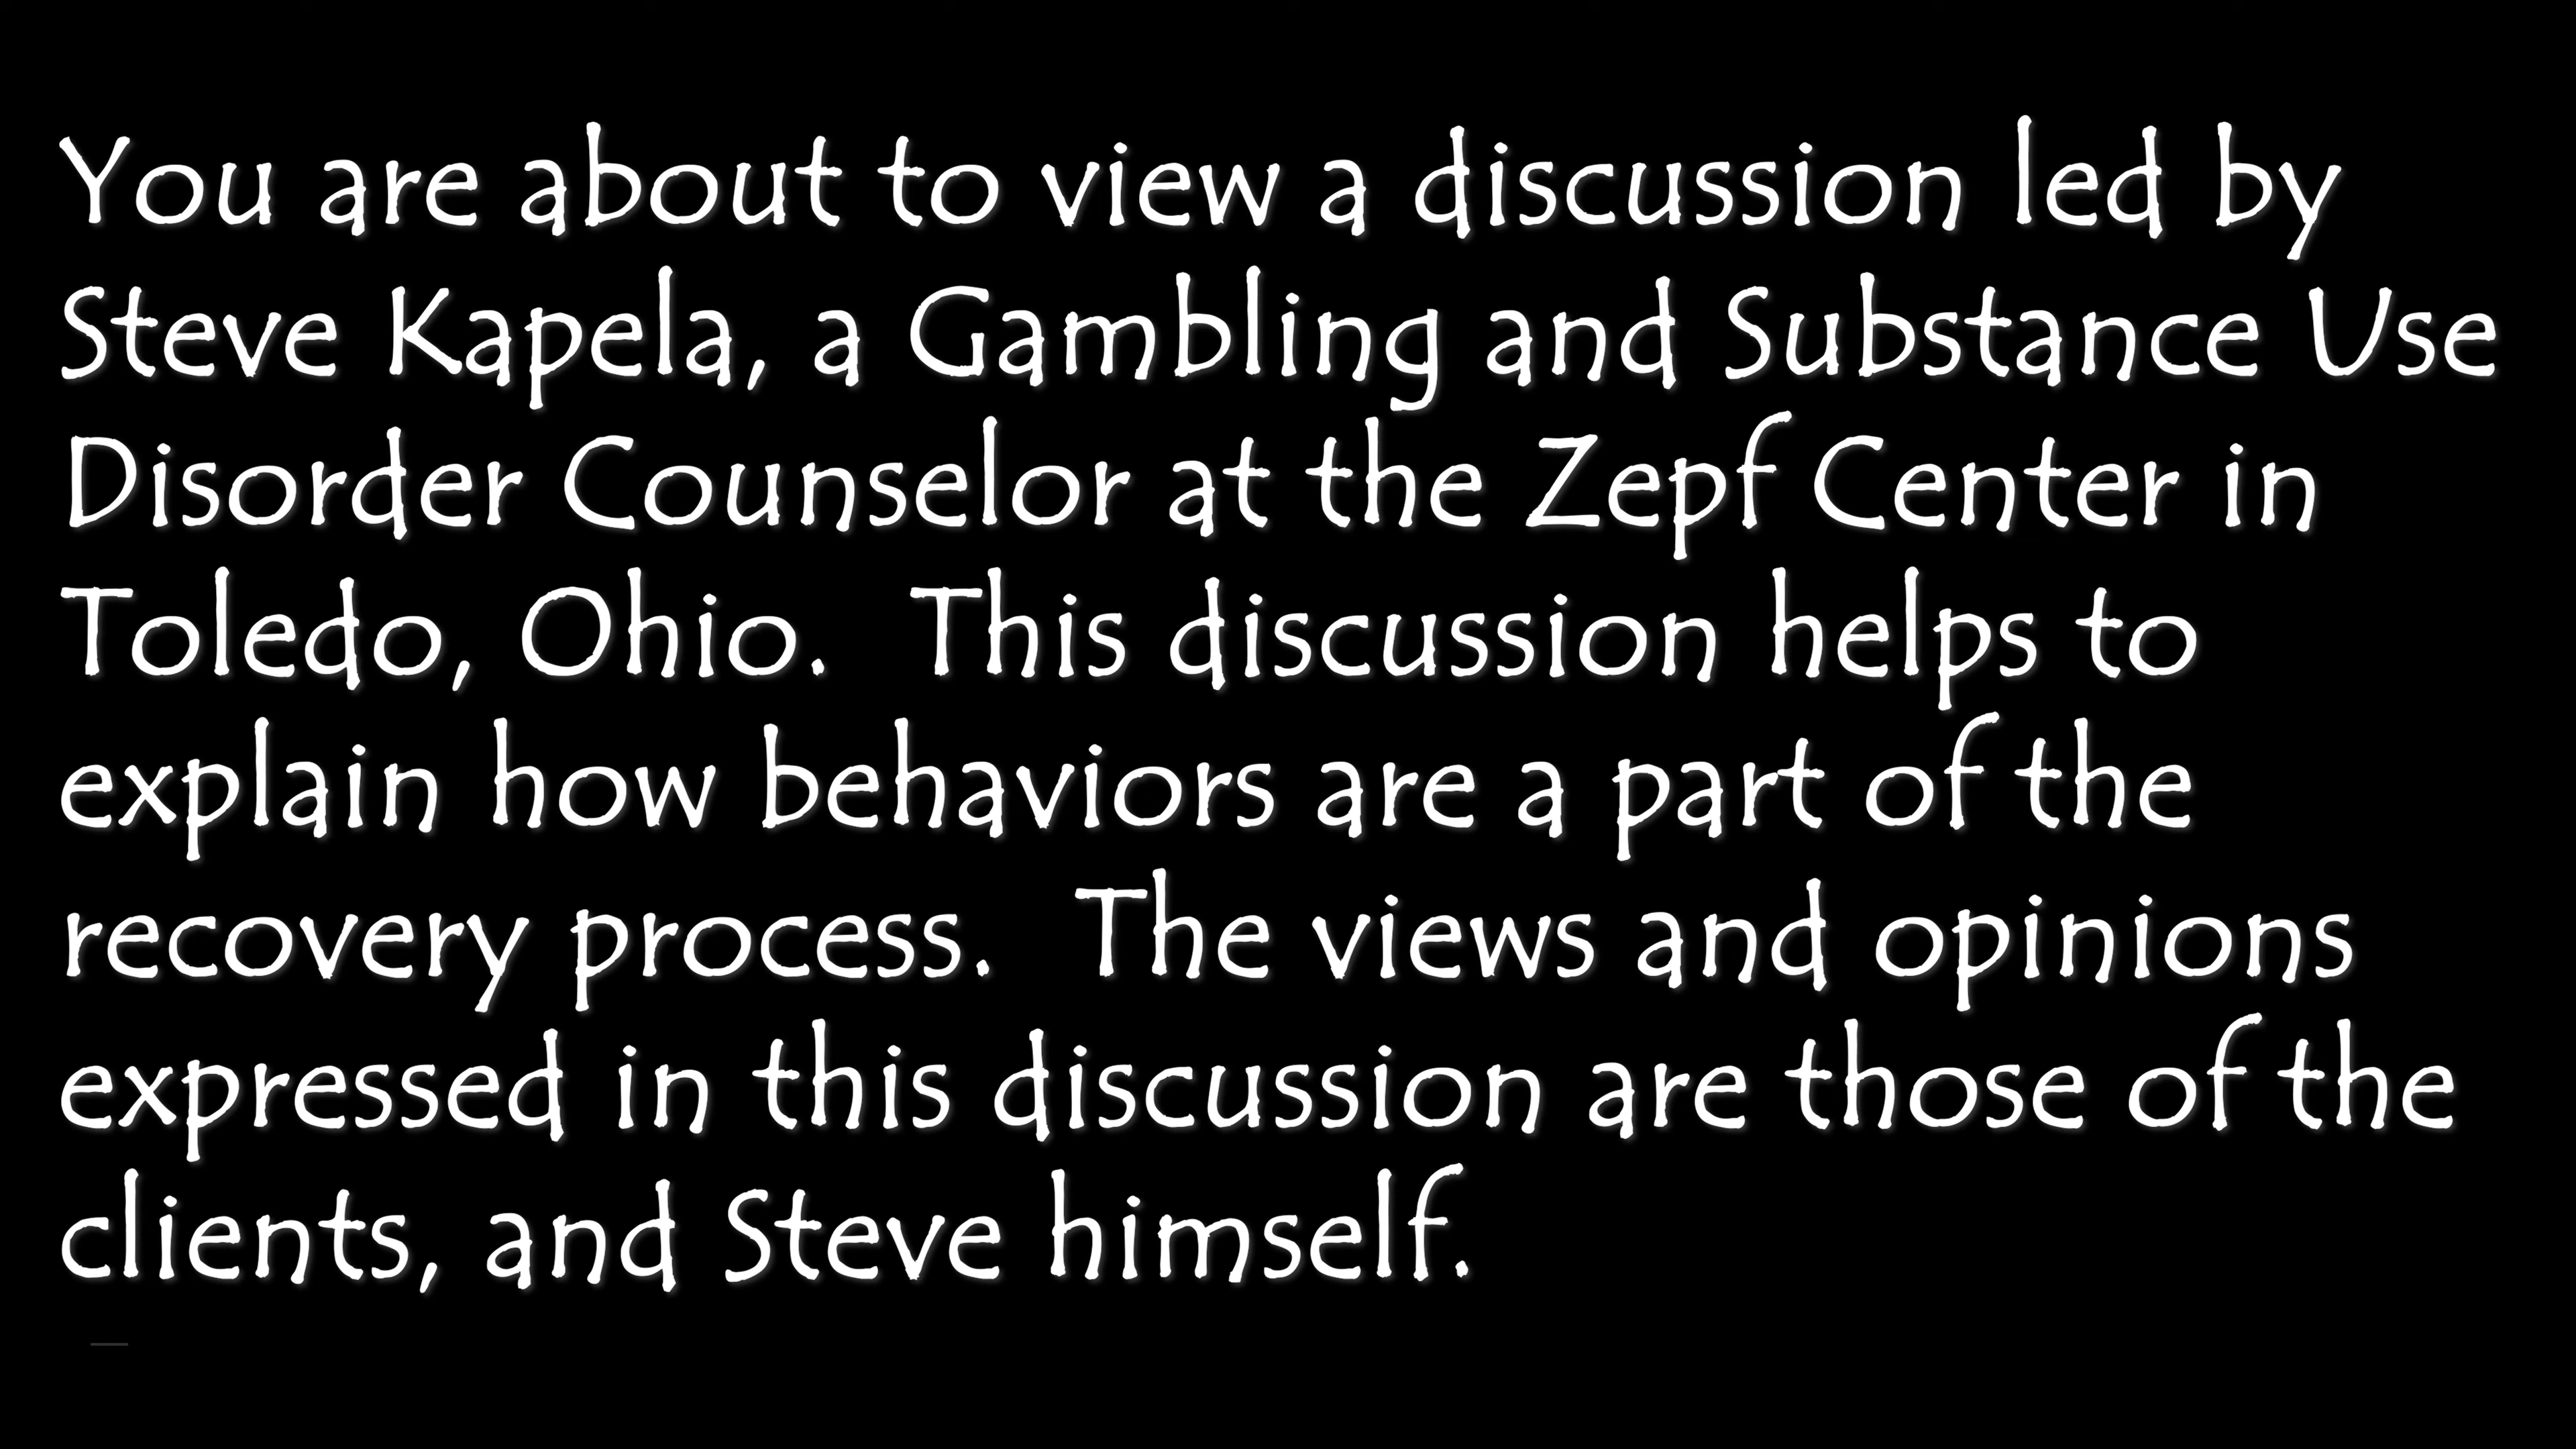 You are about to view a discussion led by
Steve Kapela, a Gambling and Substance Use
Disorder Counselor at the Zepf Center in
Toledo, Ohio.  This discussion helps to
explain how behaviors are a part of the
recovery process.  The views and opinions
expressed in this discussion are those of the
clients, and Steve himself.